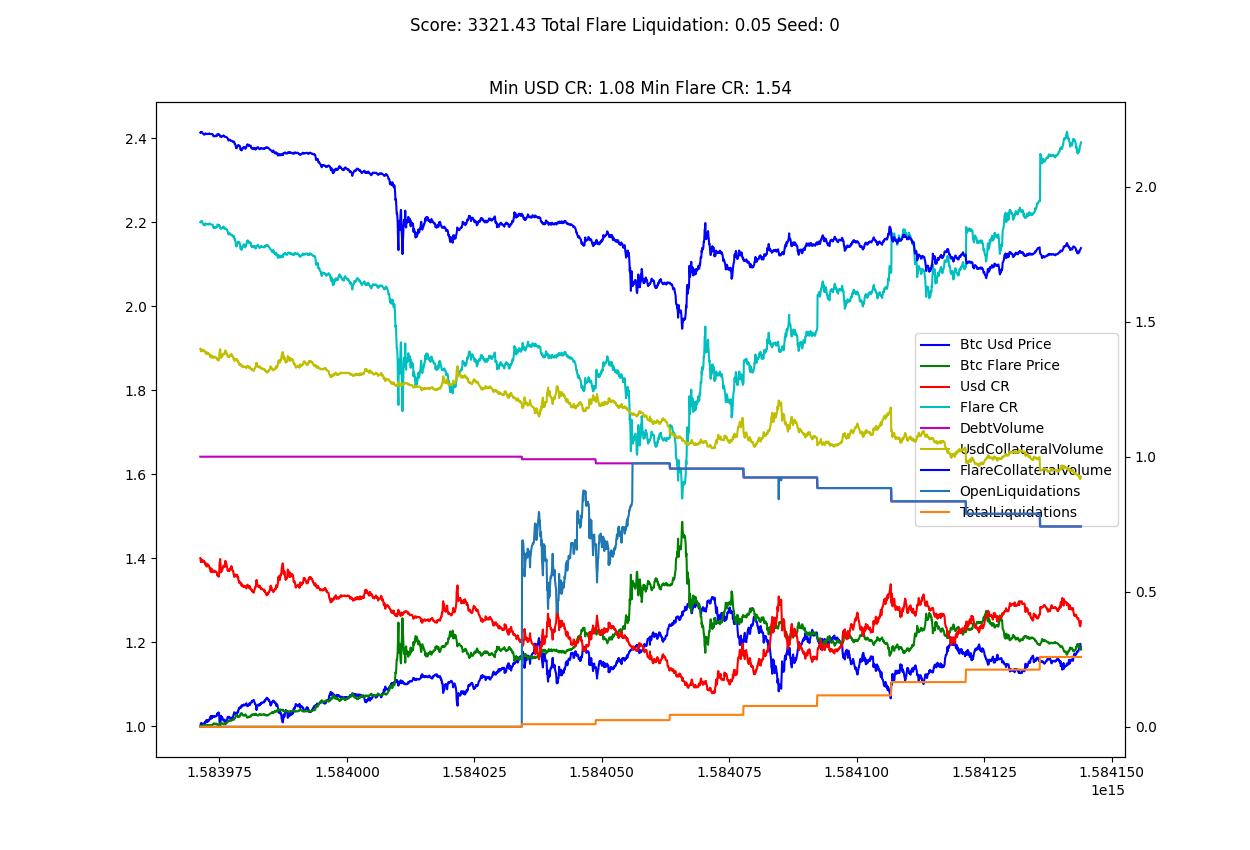 Score: 3321.43 Total Flare Liquidation: 0.05 Seed: 0
Min USD CR: 1.08 Min Flare CR: 1.54
2.4
2.2
2.0
1.8
1.6
1.4
1.2
1.0
2.0
1.5
1.0
0.5
0.0
Btc Usd Price
Btc Flare Price
Usd CR
Flare CR
DebtVolume
UsdCollateralVolume
FlareCollateralVolume
OpenLiquidations
TotalLiquidations
1.583975 1.584000 1.584025 1.584050 1.584075 1.584100 1.584125 1.584150
1e15